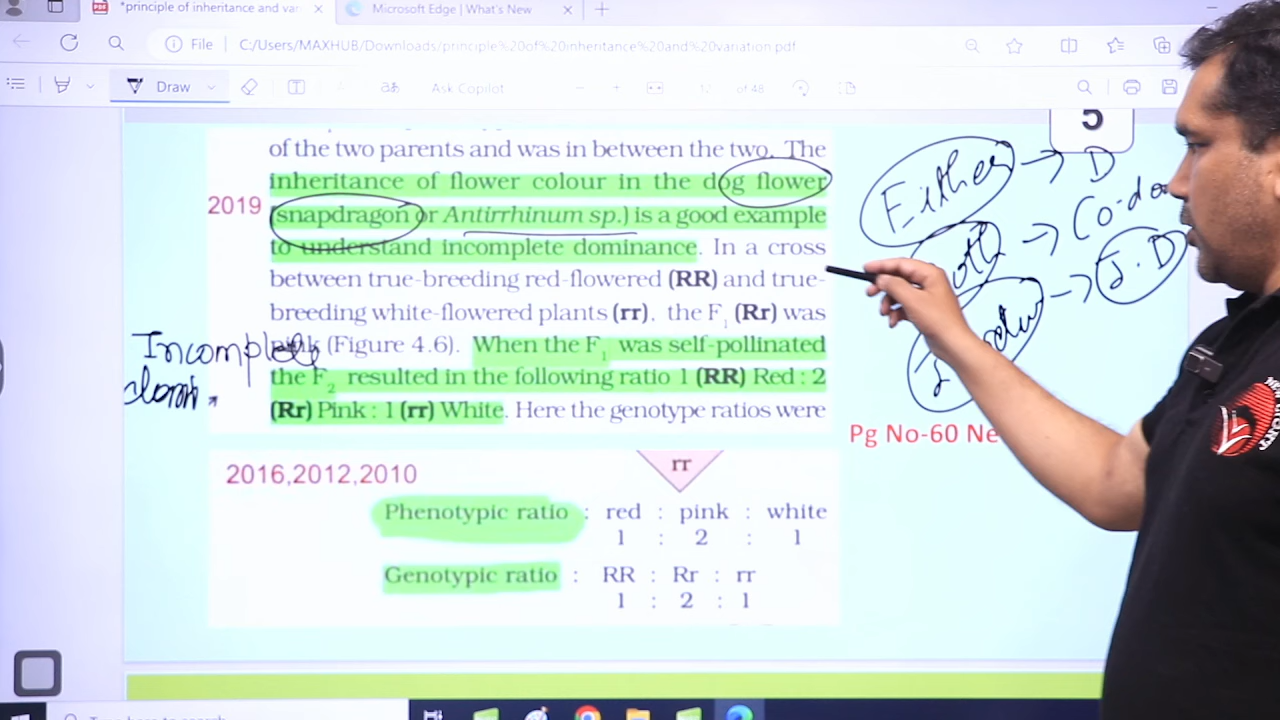 *principle of inheritance and var
Microsoft Edge | What's New
File
C:/Users/MAXHUB/Downloads/principle%20of%20inheritance%20and%20variation.pdf
Draw
Ask Copilot
of 48
5
of the two parents and was in between the two. The
2019
inheritance of flower colour in the dog flower
(snapdragon or Antirrhinum sp.) is a good example
to understand incomplete dominance. In a cross
between true-breeding red-flowered (RR) and true-
breeding white-flowered plants (rr), the F1 (Rr) was
pink (Figure 4.6). When the F1 was self-pollinated
the F2 resulted in the following ratio 1 (RR) Red : 2
(Rr) Pink : 1 (rr) White. Here the genotype ratios were
Incomplete
Either → D
→ Co-do
→ I.D
Pg No-60 Ne
2016,2012,2010
rr
Phenotypic ratio : red : pink : white
1 : 2 : 1
Genotypic ratio : RR : Rr : rr
1 : 2 : 1